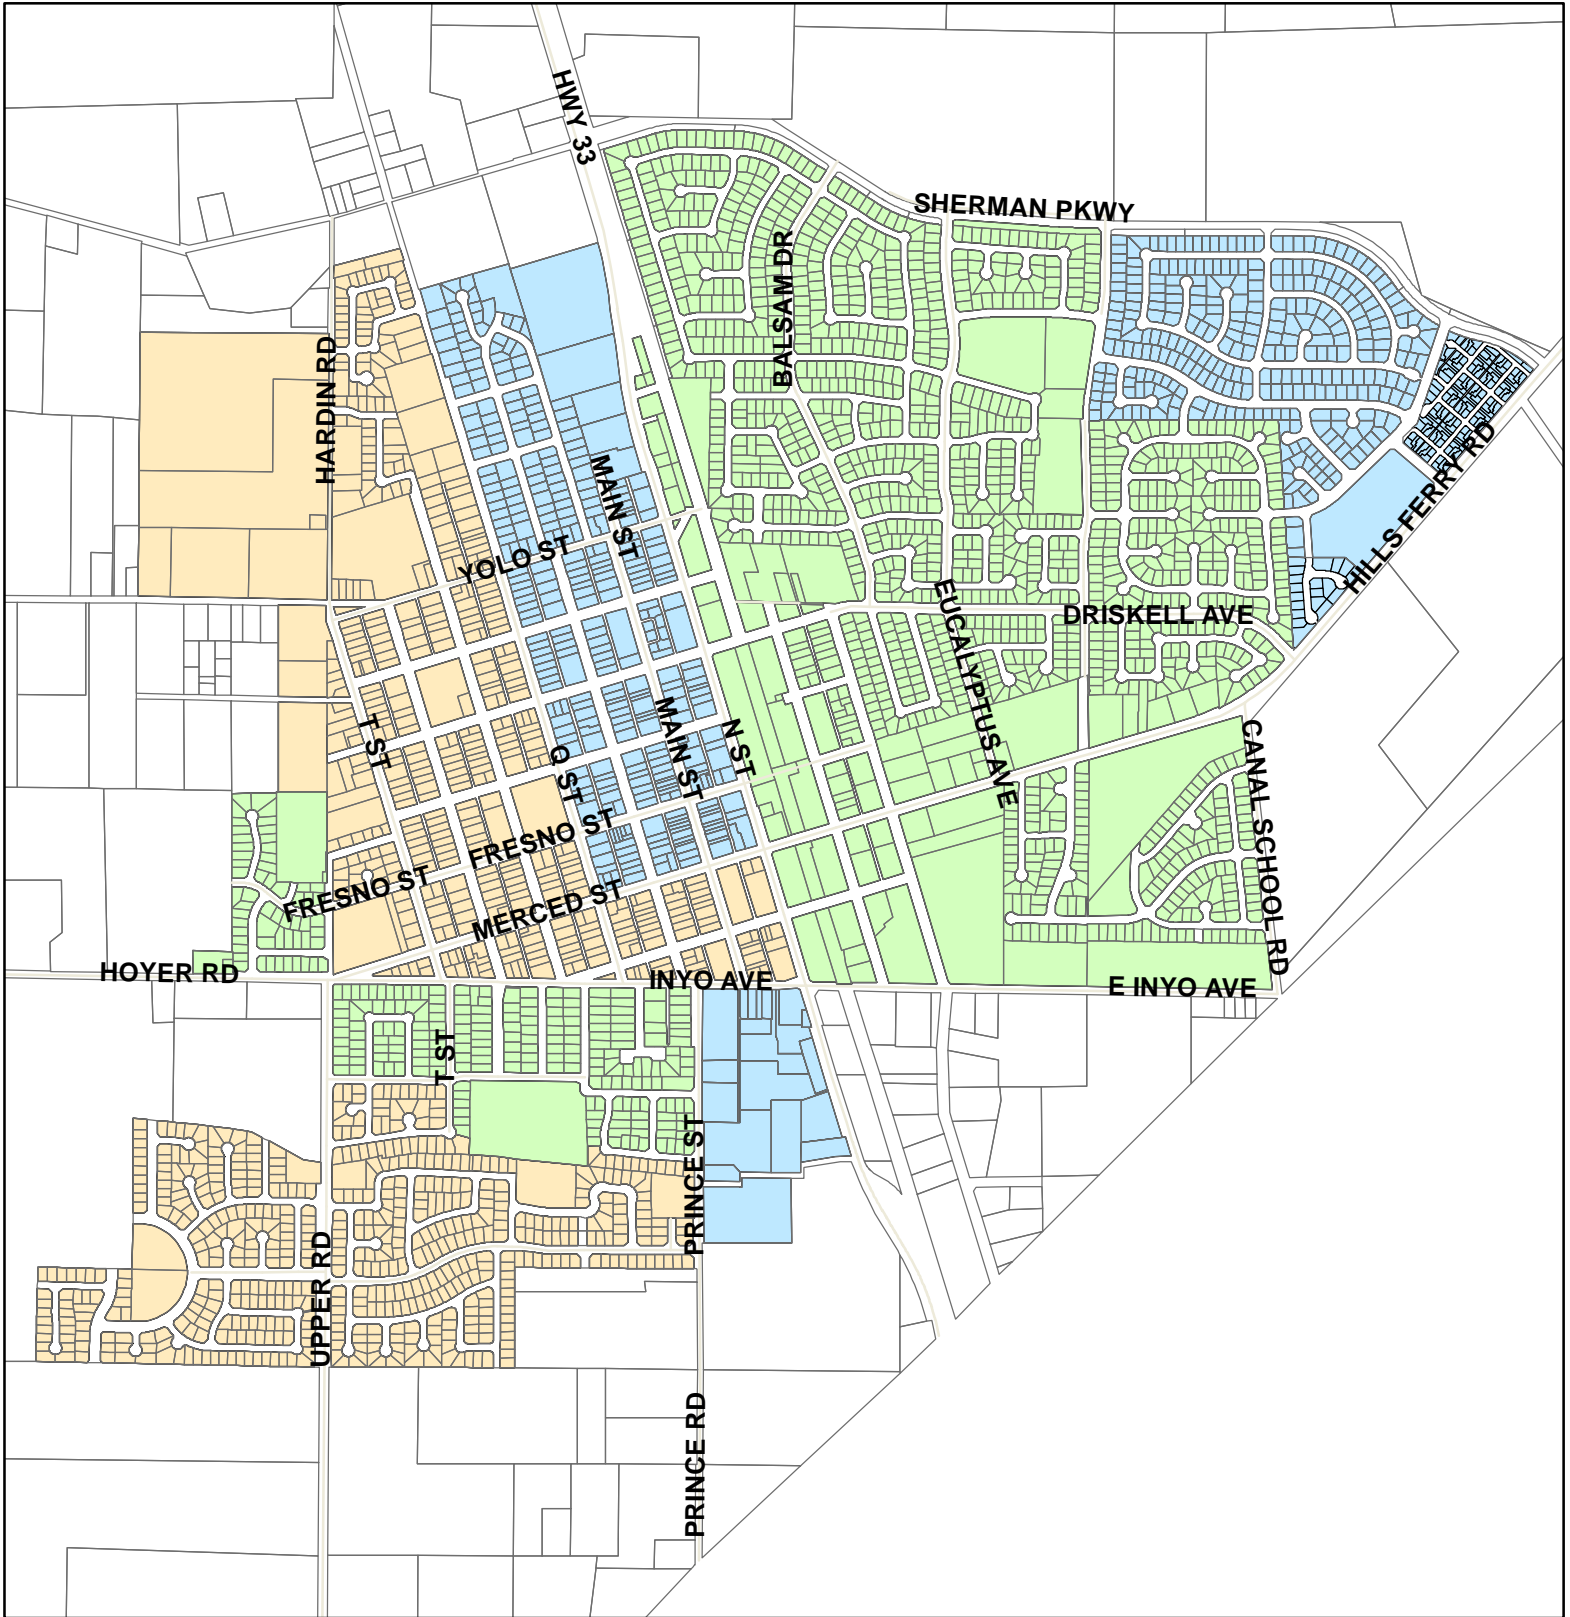 HWY 33
SHERMAN PKWY
BALSAM DR
HARDIN RD
HILLS FERRY RD
MAIN ST
YOLO ST
EUCALYPTUS AVE
DRISKELL AVE
T ST
Q ST
MAIN ST
N ST
CANAL SCHOOL RD
FRESNO ST
FRESNO ST
MERCED ST
HOYER RD
INYO AVE
E INYO AVE
T ST
PRINCE ST
UPPER RD
PRINCE RD